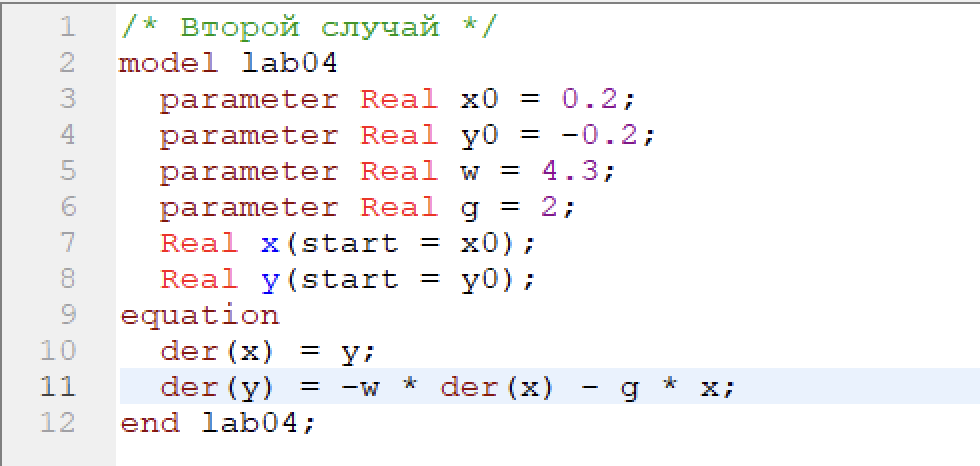 1 /* Второй случай */
2 model lab04
3   parameter Real x0 = 0.2;
4   parameter Real y0 = -0.2;
5   parameter Real w = 4.3;
6   parameter Real g = 2;
7   Real x(start = x0);
8   Real y(start = y0);
9 equation
10   der(x) = y;
11   der(y) = -w * der(x) - g * x;
12 end lab04;